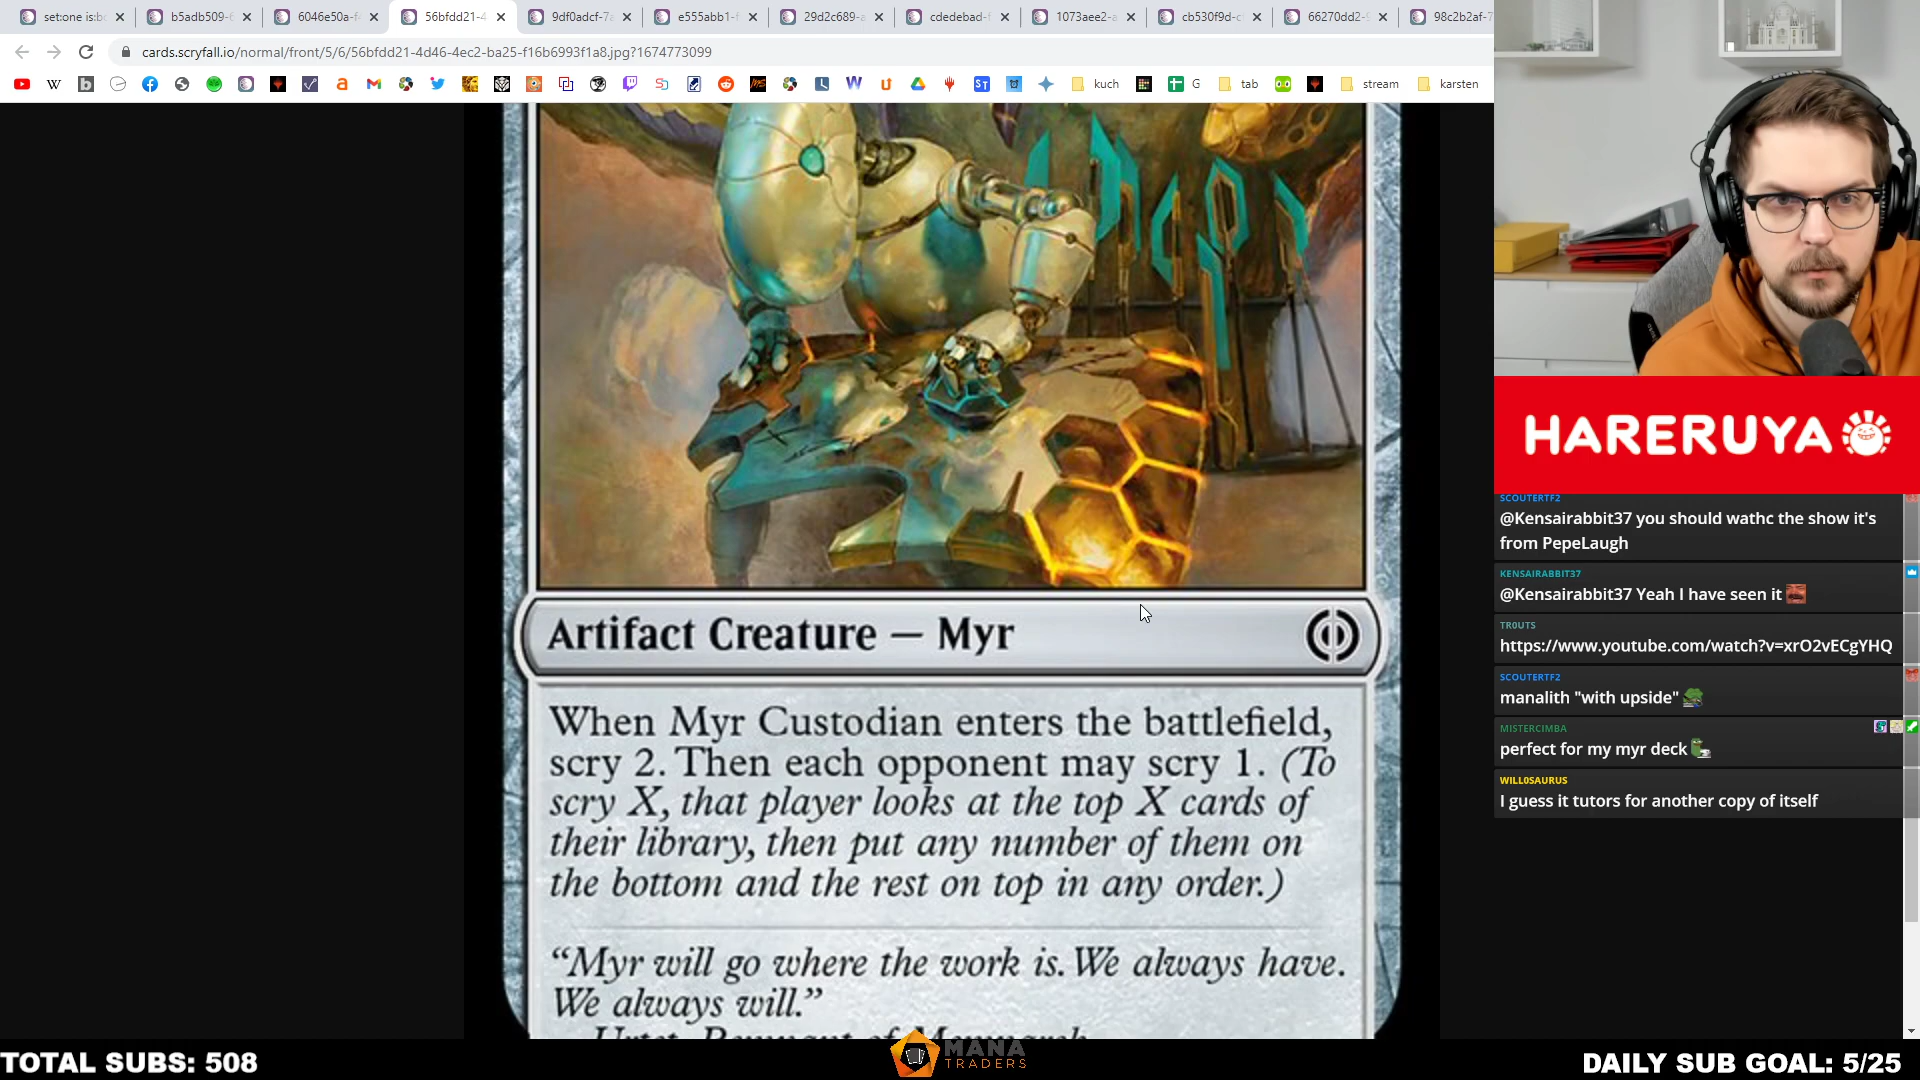 set:one is:bo
b5adb509-6
6046e50a-f
56bfdd21-4
9df0adcf-7a
e555abb1-f
29d2c689-a
cdedebad-f
1073aee2-a
cb530f9d-c
66270dd2-9
98c2b2af-7
cards.scryfall.io/normal/front/5/6/56bfdd21-4d46-4ec2-ba25-f16b6993f1a8.jpg?1674773099
kuch
G
tab
stream
karsten
Artifact Creature — Myr
When Myr Custodian enters the battlefield,
scry 2. Then each opponent may scry 1. (To
scry X, that player looks at the top X cards of
their library, then put any number of them on
the bottom and the rest on top in any order.)
“Myr will go where the work is. We always have.
We always will.”
HARERUYA
SCOUTERTF2
@Kensairabbit37 you should wathc the show it's
from PepeLaugh
KENSAIRABBIT37
@Kensairabbit37 Yeah I have seen it
TR0UTS
https://www.youtube.com/watch?v=xrO2vECgYHQ
SCOUTERTF2
manalith "with upside"
MISTERCIMBA
perfect for my myr deck
WILL0SAURUS
I guess it tutors for another copy of itself
TOTAL SUBS: 508
MANA
TRADERS
DAILY SUB GOAL: 5/25